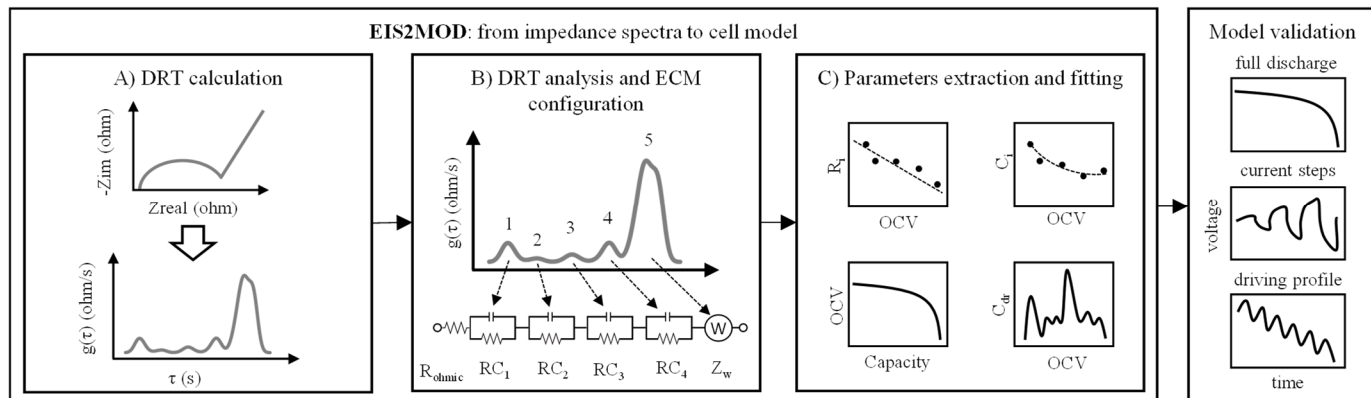 EIS2MOD: from impedance spectra to cell model
A) DRT calculation
-Zim (ohm)
Zreal (ohm)
g(τ) (ohm/s)
τ (s)
B) DRT analysis and ECM
configuration
g(τ) (ohm/s)
1
2
3
4
5
W
Rohmic
RC1
RC2
RC3
RC4
Zw
C) Parameters extraction and fitting
Ri
OCV
Ci
OCV
OCV
Capacity
Cdr
OCV
Model validation
full discharge
current steps
voltage
driving profile
time